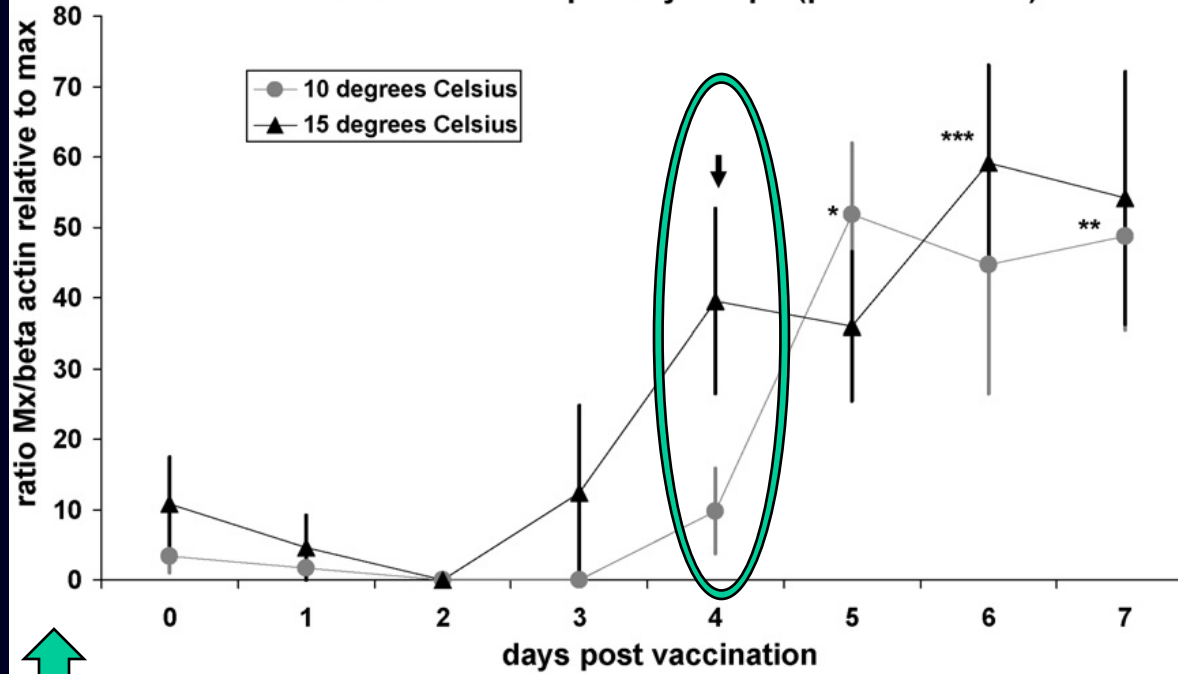 80
70
60
50
40
30
20
10
0
ratio Mx/beta actin relative to max
10 degrees Celsius
15 degrees Celsius
*
***
**
0 1 2 3 4 5 6 7
days post vaccination